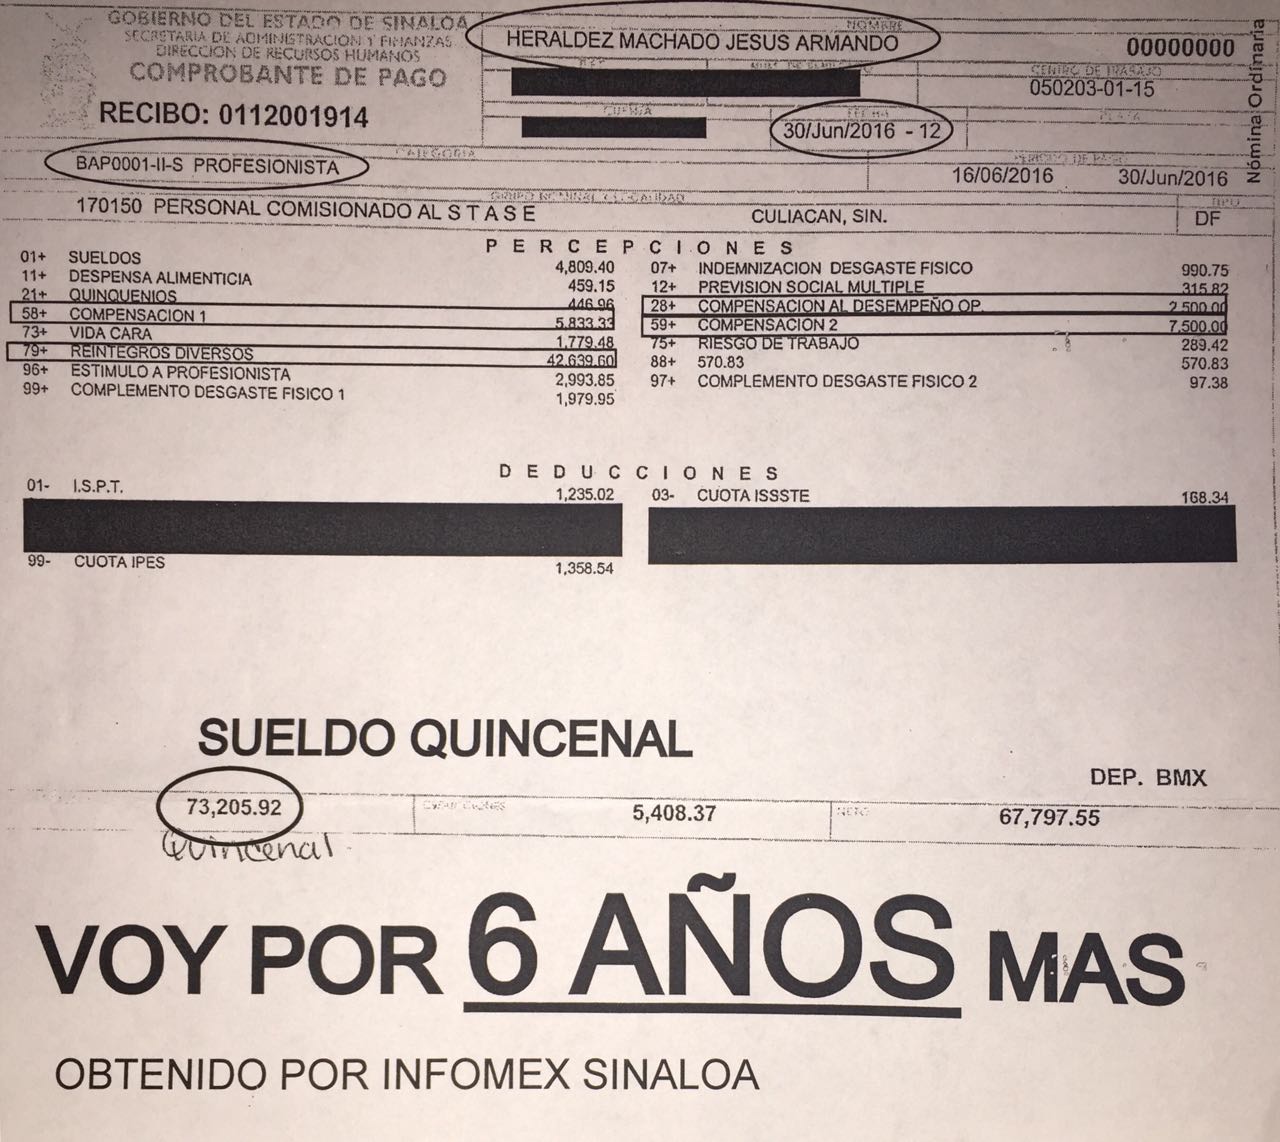 GOBIERNO DEL ESTADO DE SINALOA
SECRETARIA DE ADMINISTRACION Y FINANZAS
DIRECCION DE RECURSOS HUMANOS
COMPROBANTE DE PAGO
RECIBO: 0112001914
NOMBRE
HERALDEZ MACHADO JESUS ARMANDO
00000000
Nómina Ordinaria
CENTRO DE TRABAJO
050203-01-15
CUENTA
FECHA
30/Jun/2016 - 12
CATEGORIA
BAP0001-II-S PROFESIONISTA
PERIODO DE PAGO
16/06/2016 30/Jun/2016
170150 PERSONAL COMISIONADO AL S T A S E
CULIACAN, SIN.
TIPO
DF
P E R C E P C I O N E S
01+ SUELDOS 4,809.40 07+ INDEMNIZACION DESGASTE FISICO 990.75
11+ DESPENSA ALIMENTICIA 459.15 12+ PREVISION SOCIAL MULTIPLE 315.82
21+ QUINQUENIOS 446.96 28+ COMPENSACION AL DESEMPEÑO OP. 2,500.00
58+ COMPENSACION 1 5,833.33 59+ COMPENSACION 2 7,500.00
73+ VIDA CARA 1,779.48 75+ RIESGO DE TRABAJO 289.42
79+ REINTEGROS DIVERSOS 42,639.60 88+ 570.83 570.83
96+ ESTIMULO A PROFESIONISTA 2,993.85 97+ COMPLEMENTO DESGASTE FISICO 2 97.38
99+ COMPLEMENTO DESGASTE FISICO 1 1,979.95
D E D U C C I O N E S
01- I.S.P.T. 1,235.02 03- CUOTA ISSSTE 168.34
99- CUOTA IPES 1,358.54
SUELDO QUINCENAL
DEP. BMX
73,205.92 5,408.37 NETO 67,797.55
Quincenal
VOY POR 6 AÑOS MAS
OBTENIDO POR INFOMEX SINALOA